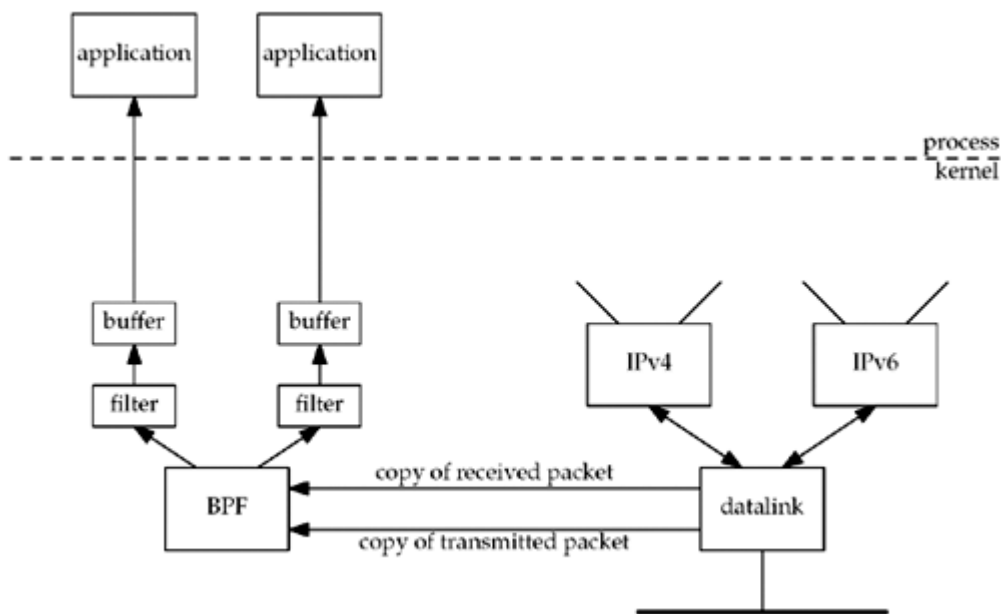 application
application
process
kernel
buffer
buffer
IPv4
IPv6
filter
filter
copy of received packet
BPF
datalink
copy of transmitted packet